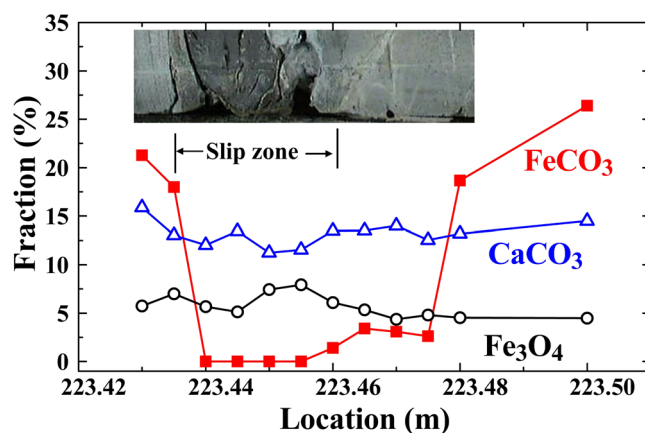 35
30
25
20
15
10
5
0
Fraction (%)
Slip zone
FeCO₃
CaCO₃
Fe₃O₄
223.42 223.44 223.46 223.48 223.50
Location (m)